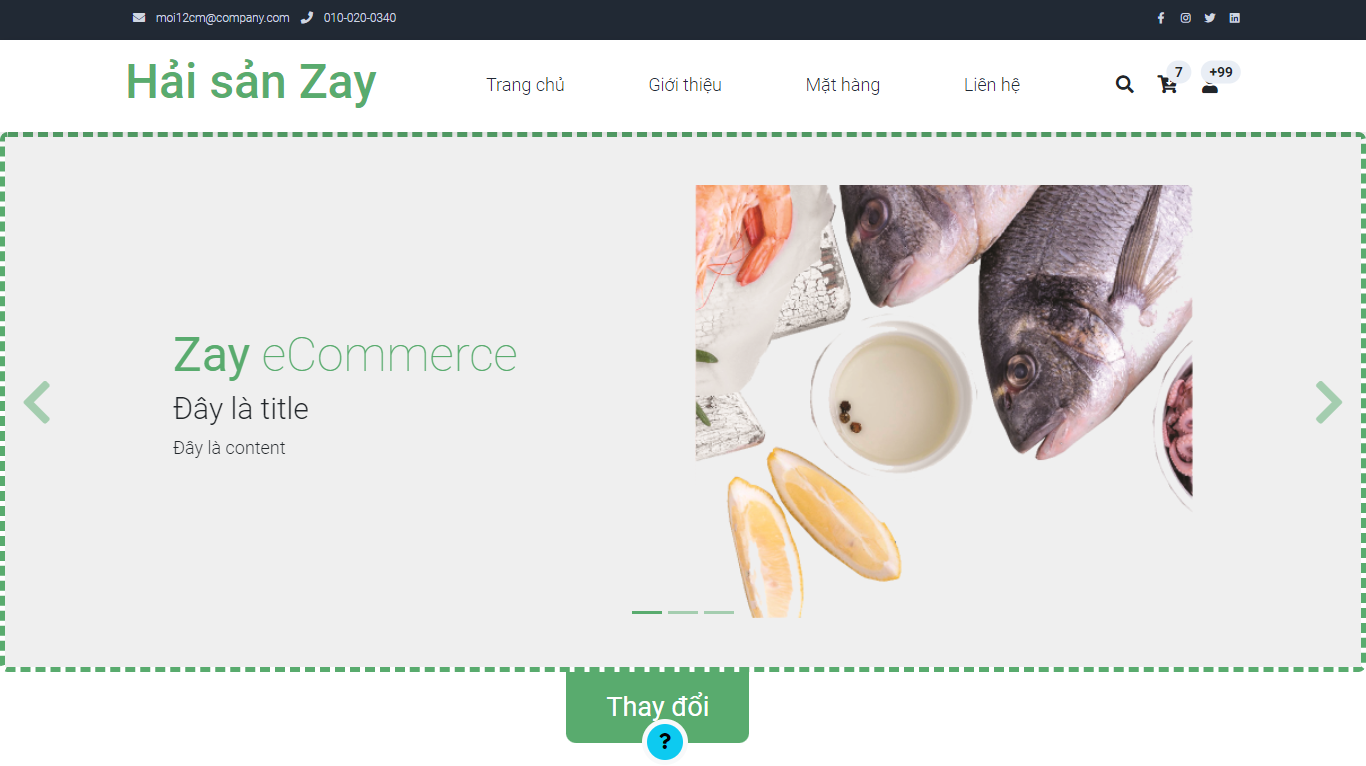 moi12cm@company.com 010-020-0340
Hải sản Zay
Trang chủ
Giới thiệu
Mặt hàng
Liên hệ
7
+99
Zay eCommerce
Đây là title
Đây là content
Thay đổi
?